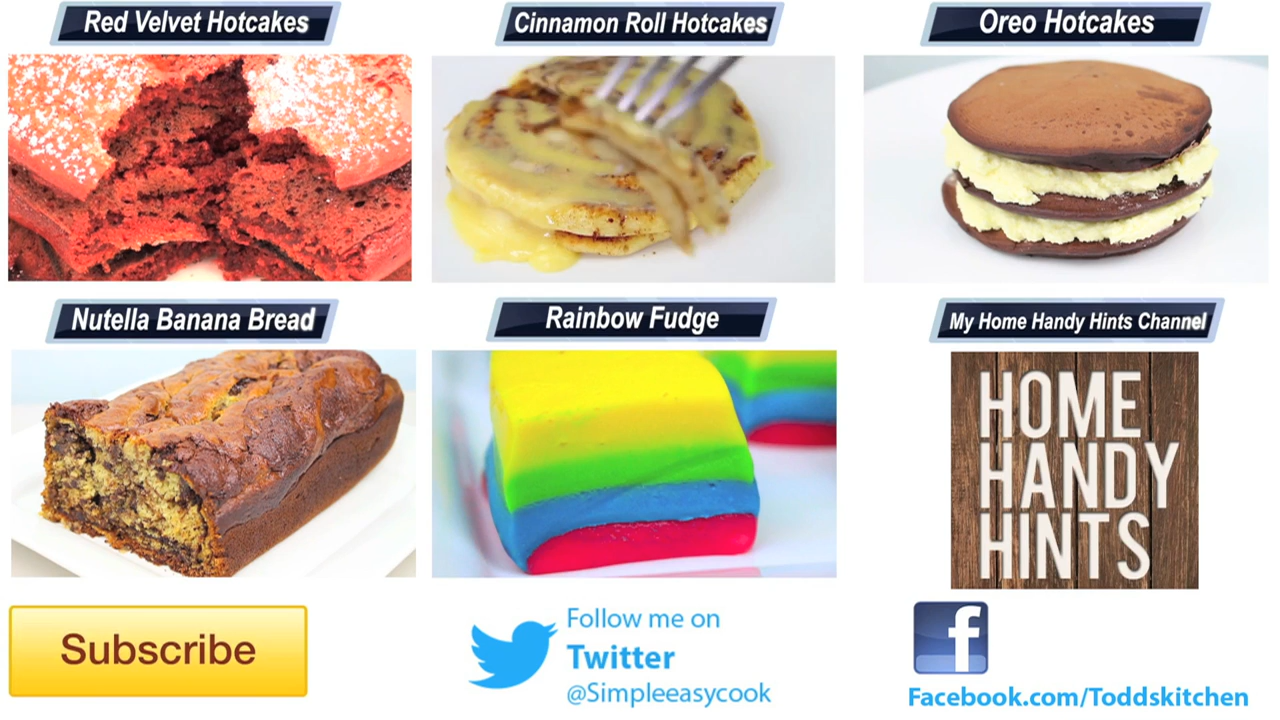 Red Velvet Hotcakes
Cinnamon Roll Hotcakes
Oreo Hotcakes
Nutella Banana Bread
Rainbow Fudge
My Home Handy Hints Channel
HOME
HANDY
HINTS
Subscribe
Follow me on
Twitter
@Simpleeasycook
f
Facebook.com/Toddskitchen